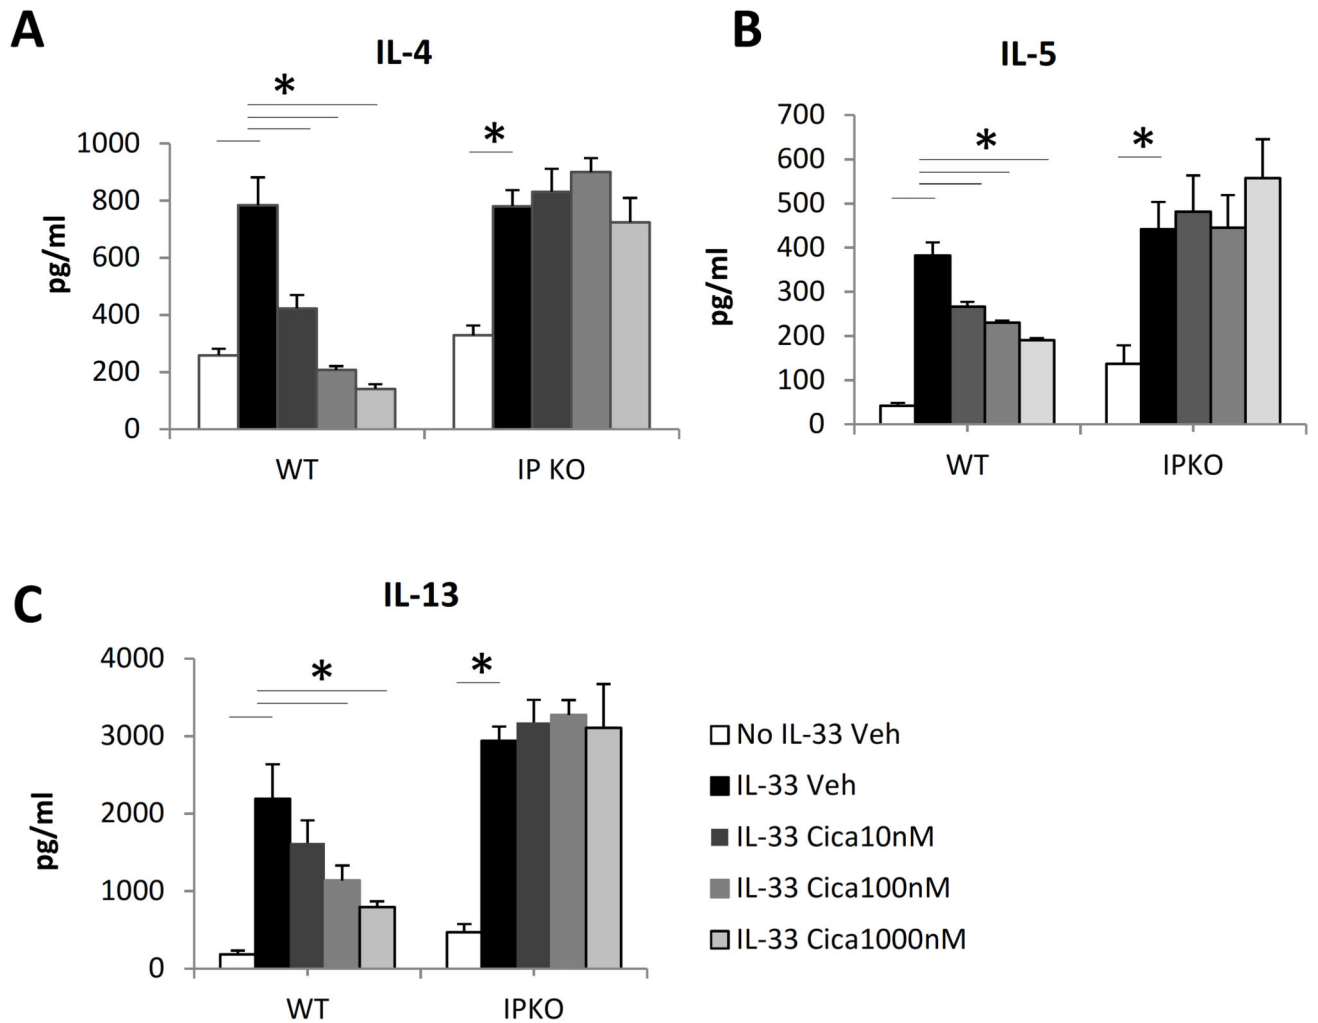 A
IL-4
*
*
1000
800
600
400
200
0
pg/ml
WT
IP KO
B
IL-5
*
*
700
600
500
400
300
200
100
0
pg/ml
WT
IPKO
C
IL-13
*
*
4000
3000
2000
1000
0
pg/ml
WT
IPKO
No IL-33 Veh
IL-33 Veh
IL-33 Cica10nM
IL-33 Cica100nM
IL-33 Cica1000nM